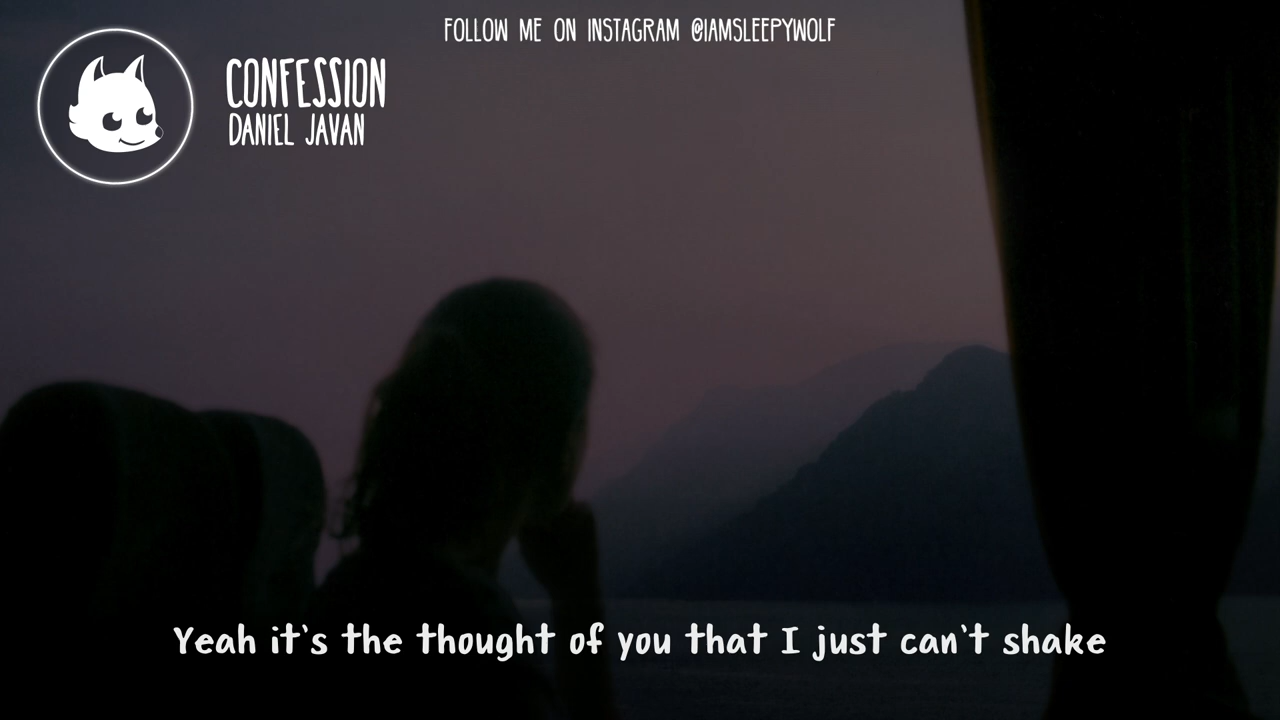 FOLLOW ME ON INSTAGRAM @IAMSLEEPYWOLF
CONFESSION
DANIEL JAVAN
Yeah it's the thought of you that I just can't shake